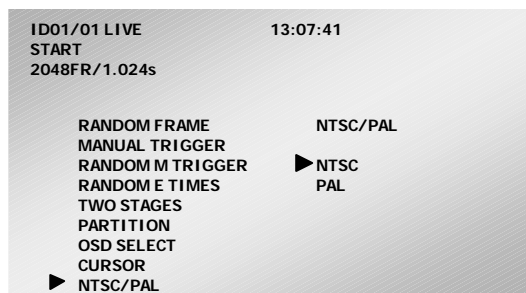 ID01/01 LIVE 13:07:41
START
2048FR/1.024s
RANDOM FRAME NTSC/PAL
MANUAL TRIGGER
RANDOM M TRIGGER NTSC
RANDOM E TIMES PAL
TWO STAGES
PARTITION
OSD SELECT
CURSOR
NTSC/PAL